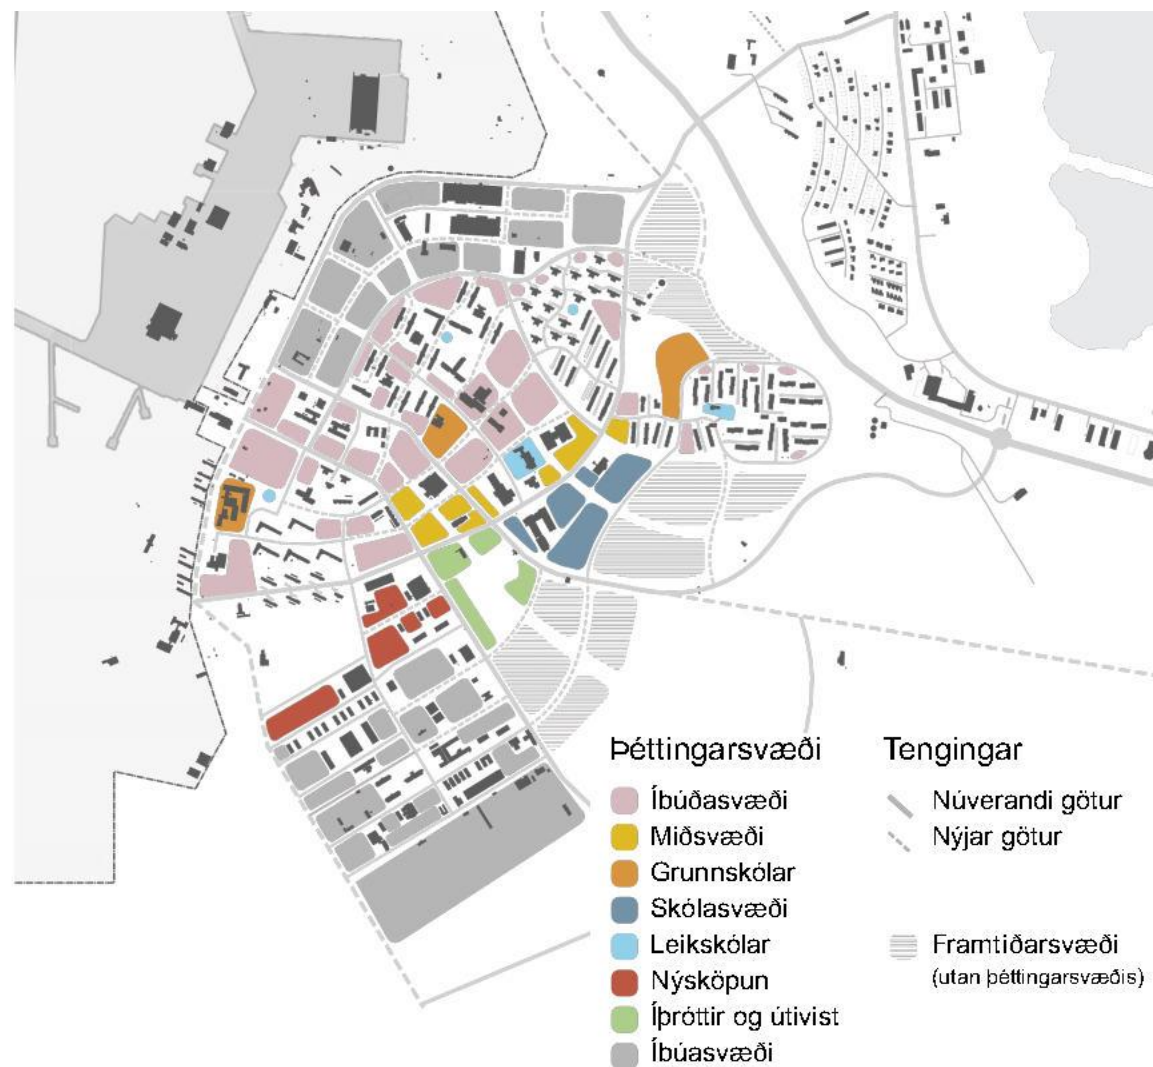 Þéttingarsvæði
Íbúðasvæði
Miðsvæði
Grunnskólar
Skólasvæði
Leikskólar
Nýsköpun
Íþróttir og útivist
Íbúasvæði
Tengingar
Núverandi götur
Nýjar götur
Framtíðarsvæði
(utan þéttingarsvæðis)